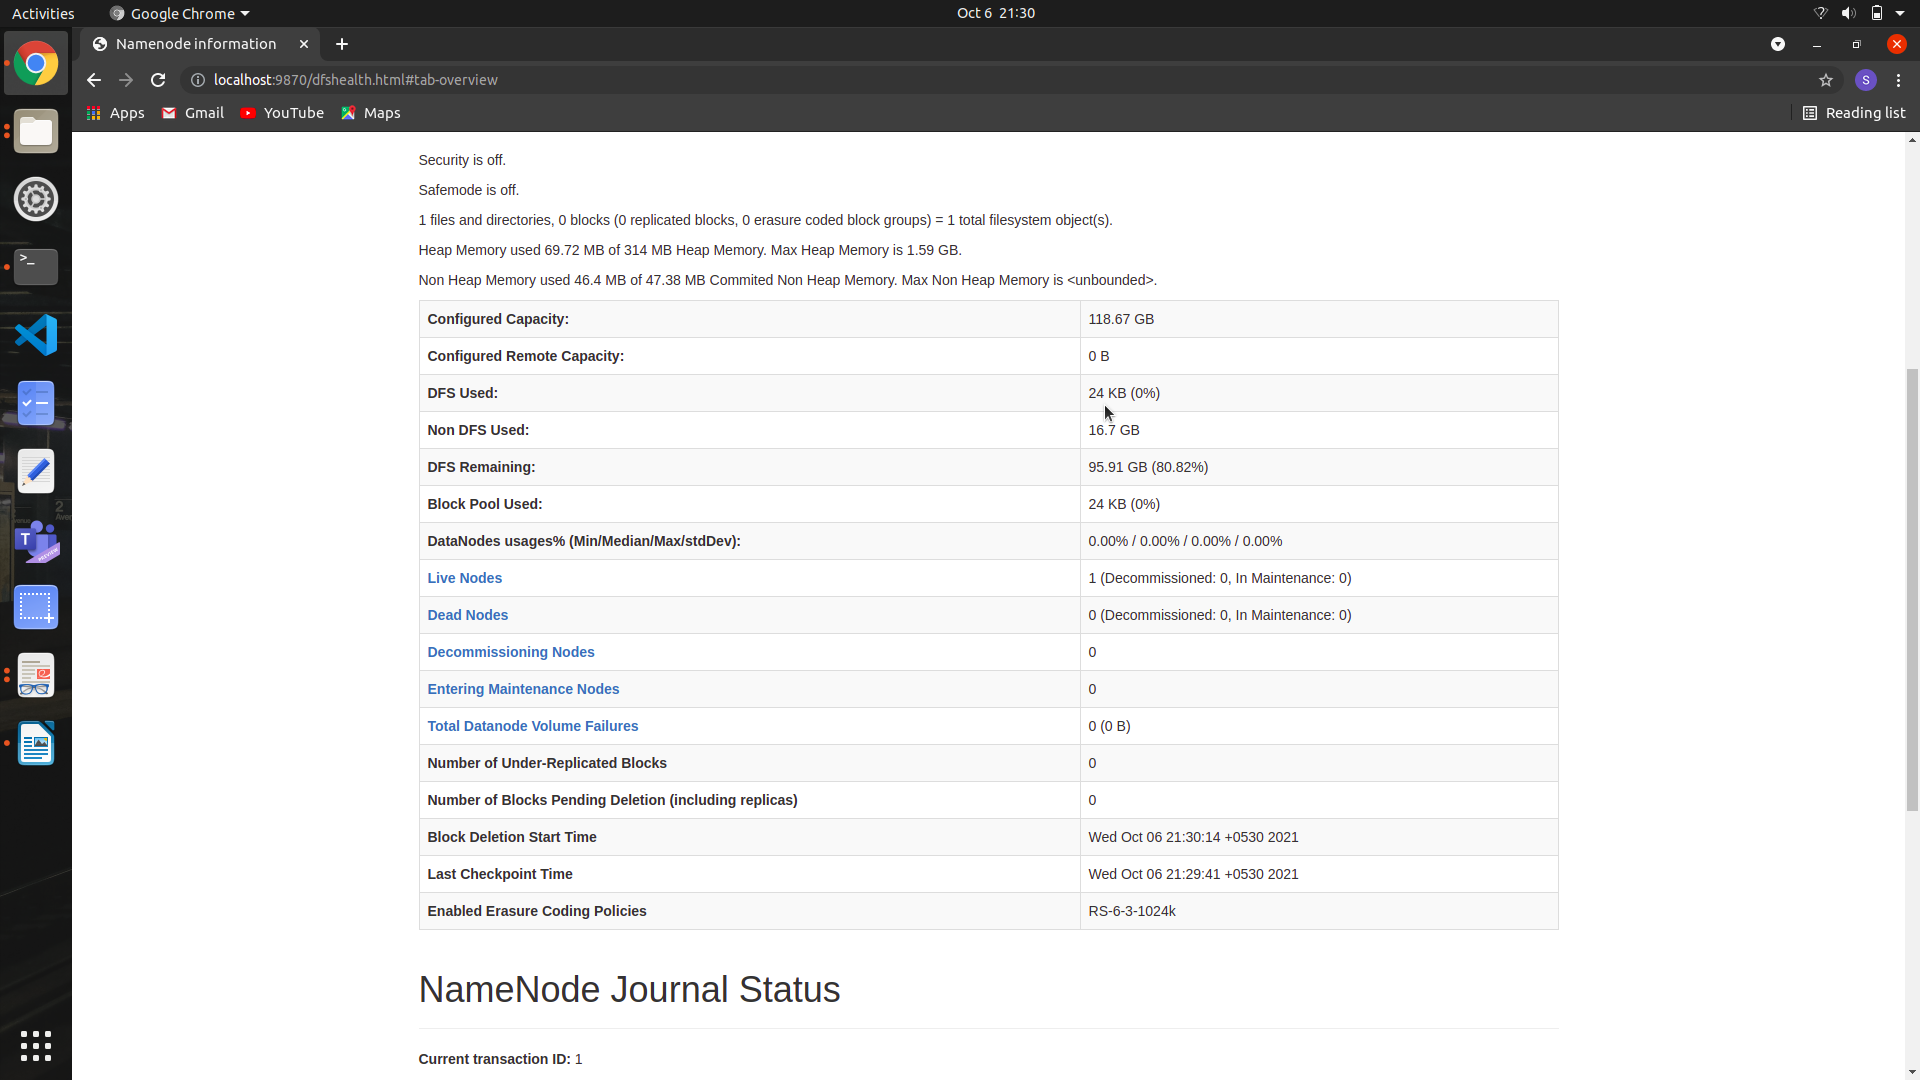 Activities
Google Chrome
Oct 6 21:30
Namenode information
localhost:9870/dfshealth.html#tab-overview
S
Apps
Gmail
YouTube
Maps
Reading list
Security is off.
Safemode is off.
1 files and directories, 0 blocks (0 replicated blocks, 0 erasure coded block groups) = 1 total filesystem object(s).
Heap Memory used 69.72 MB of 314 MB Heap Memory. Max Heap Memory is 1.59 GB.
Non Heap Memory used 46.4 MB of 47.38 MB Commited Non Heap Memory. Max Non Heap Memory is <unbounded>.
Configured Capacity: 118.67 GB
Configured Remote Capacity: 0 B
DFS Used: 24 KB (0%)
Non DFS Used: 16.7 GB
DFS Remaining: 95.91 GB (80.82%)
Block Pool Used: 24 KB (0%)
DataNodes usages% (Min/Median/Max/stdDev): 0.00% / 0.00% / 0.00% / 0.00%
Live Nodes 1 (Decommissioned: 0, In Maintenance: 0)
Dead Nodes 0 (Decommissioned: 0, In Maintenance: 0)
Decommissioning Nodes 0
Entering Maintenance Nodes 0
Total Datanode Volume Failures 0 (0 B)
Number of Under-Replicated Blocks 0
Number of Blocks Pending Deletion (including replicas) 0
Block Deletion Start Time Wed Oct 06 21:30:14 +0530 2021
Last Checkpoint Time Wed Oct 06 21:29:41 +0530 2021
Enabled Erasure Coding Policies RS-6-3-1024k
NameNode Journal Status
Current transaction ID: 1